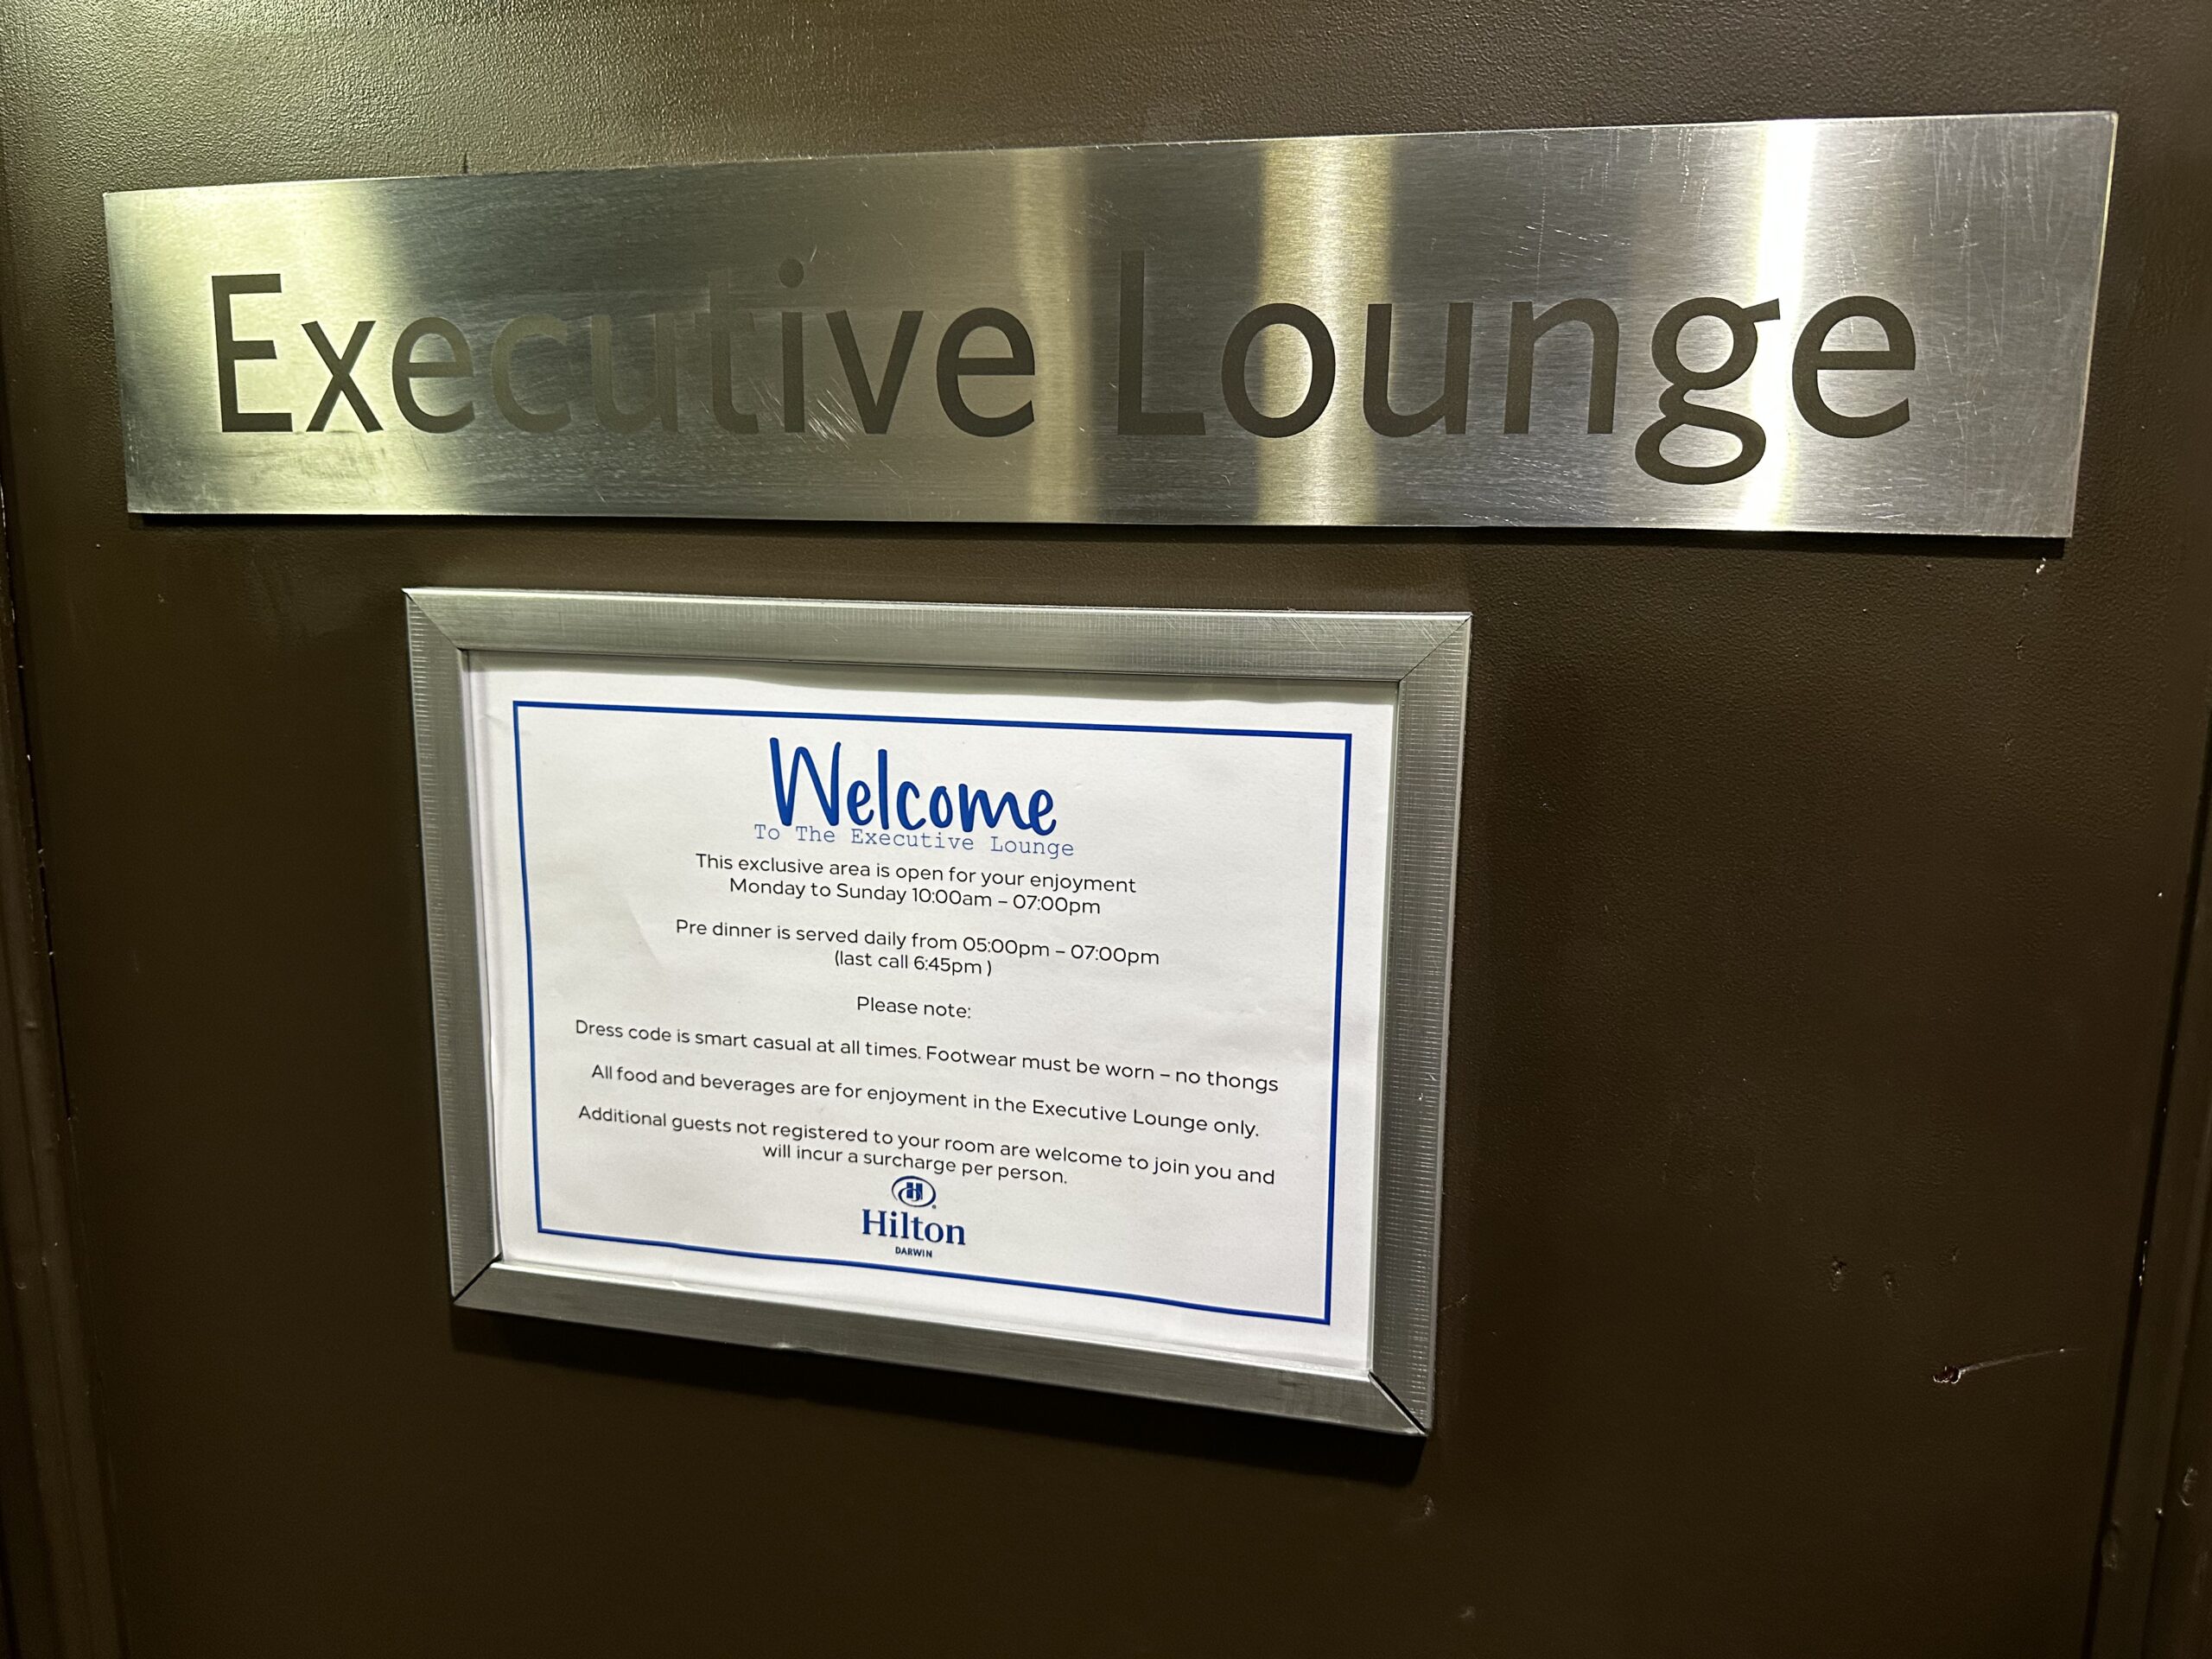 Executive Lounge
Welcome
To The Executive Lounge
This exclusive area is open for your enjoyment
Monday to Sunday 10:00am – 07:00pm
Pre dinner is served daily from 05:00pm – 07:00pm
(last call 6:45pm )
Please note:
Dress code is smart casual at all times. Footwear must be worn – no thongs
All food and beverages are for enjoyment in the Executive Lounge only.
Additional guests not registered to your room are welcome to join you and
will incur a surcharge per person.
H
Hilton
DARWIN